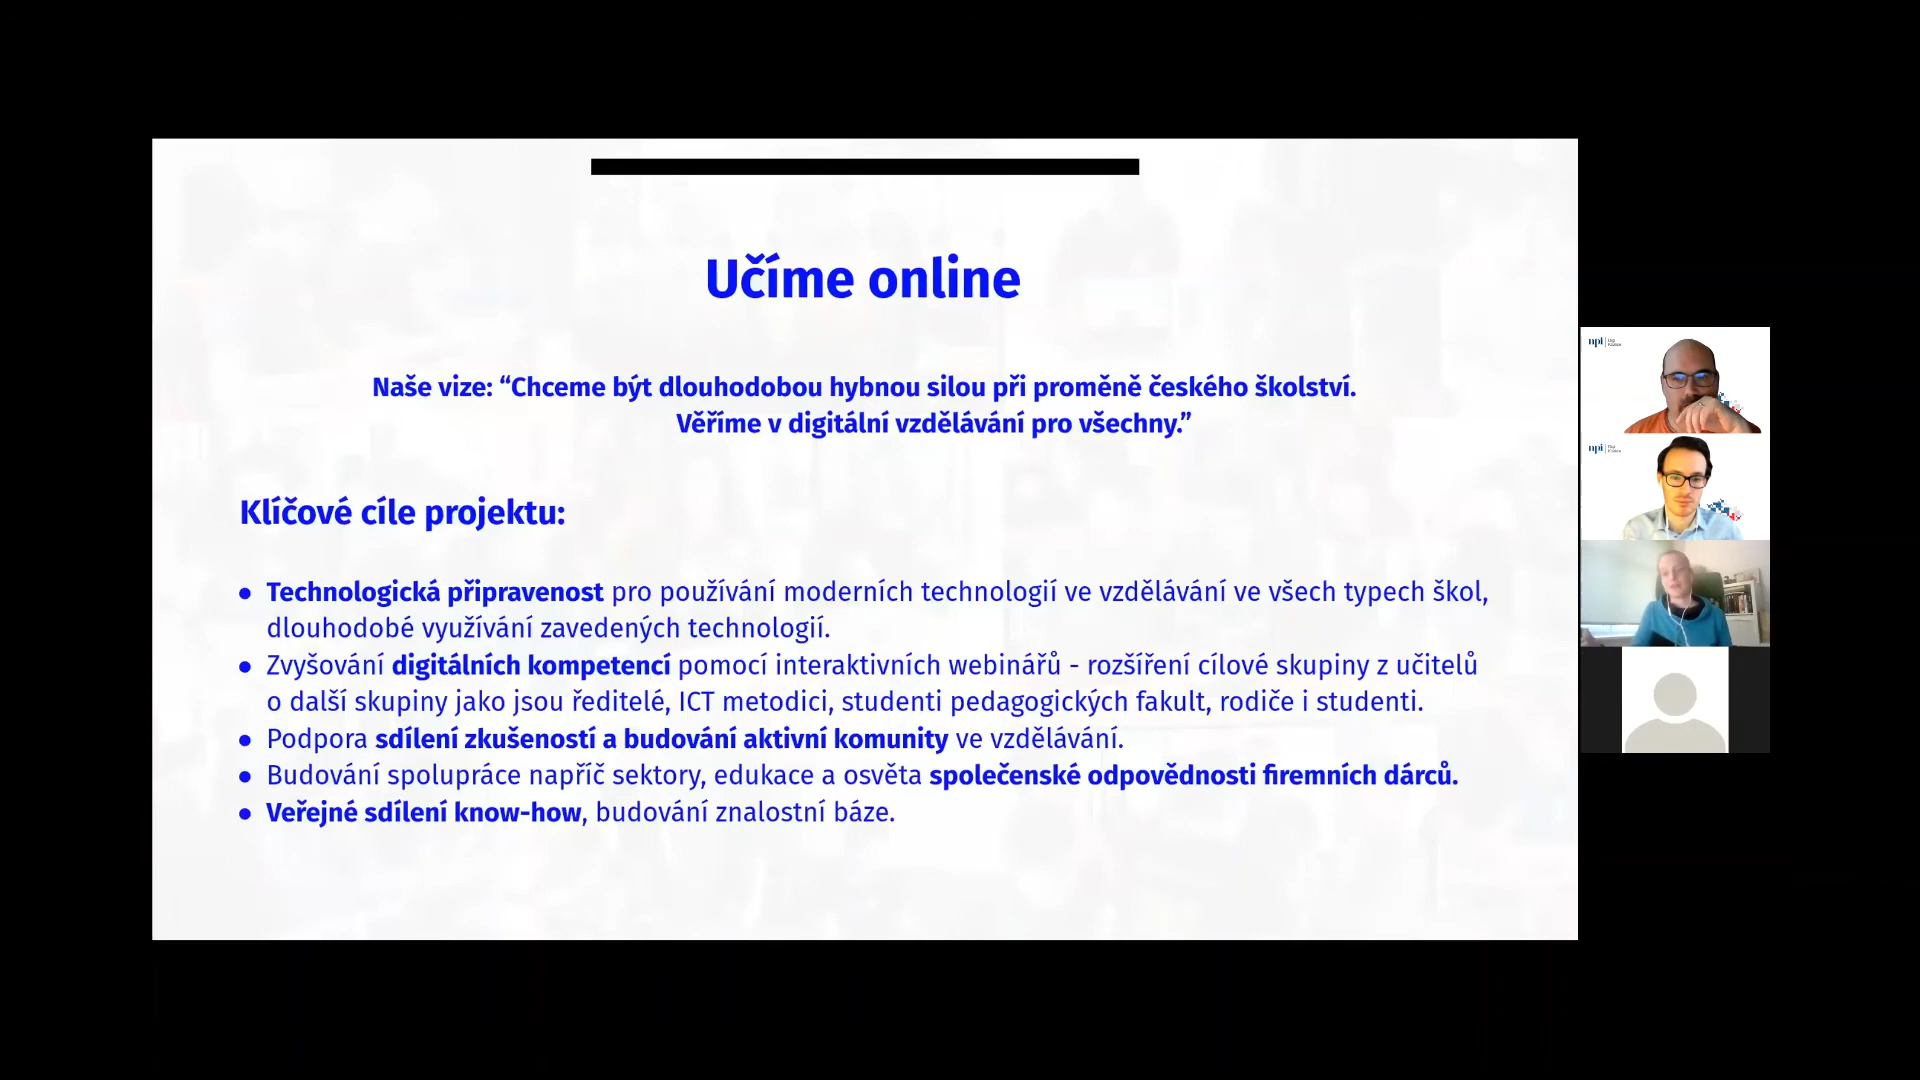 Učíme online
Naše vize: “Chceme být dlouhodobou hybnou silou při proměně českého školství.
Věříme v digitální vzdělávání pro všechny.”
Klíčové cíle projektu:
● Technologická připravenost pro používání moderních technologií ve vzdělávání ve všech typech škol,
dlouhodobé využívání zavedených technologií.
● Zvyšování digitálních kompetencí pomocí interaktivních webinářů - rozšíření cílové skupiny z učitelů
o další skupiny jako jsou ředitelé, ICT metodici, studenti pedagogických fakult, rodiče i studenti.
● Podpora sdílení zkušeností a budování aktivní komunity ve vzdělávání.
● Budování spolupráce napříč sektory, edukace a osvěta společenské odpovědnosti firemních dárců.
● Veřejné sdílení know-how, budování znalostní báze.
npi
npi